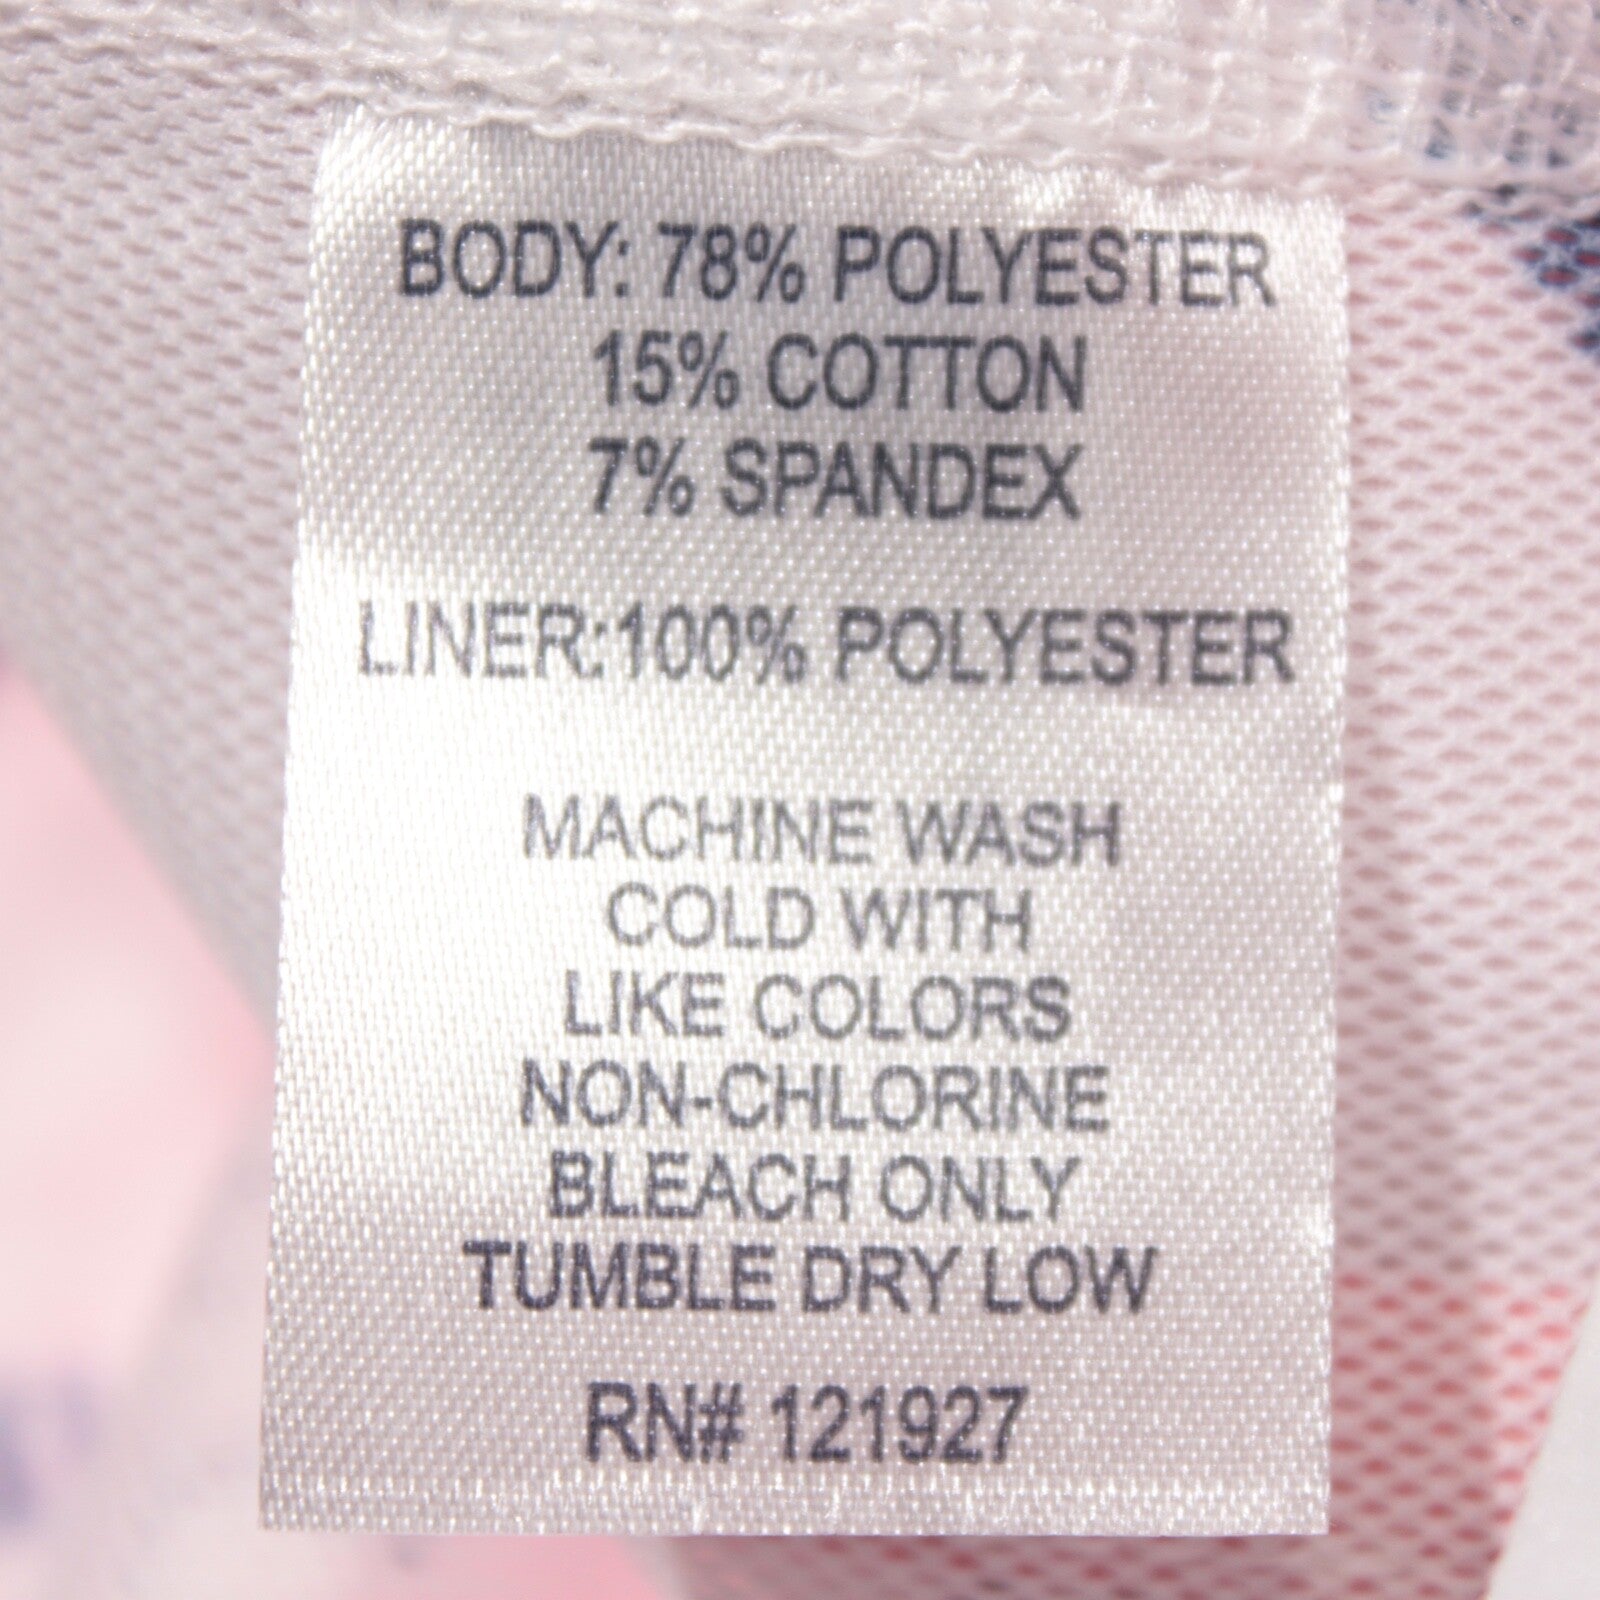 BODY: 78% POLYESTER
15% COTTON
7% SPANDEX
LINER:100% POLYESTER
MACHINE WASH
COLD WITH
LIKE COLORS
NON-CHLORINE
BLEACH ONLY
TUMBLE DRY LOW
RN# 121927